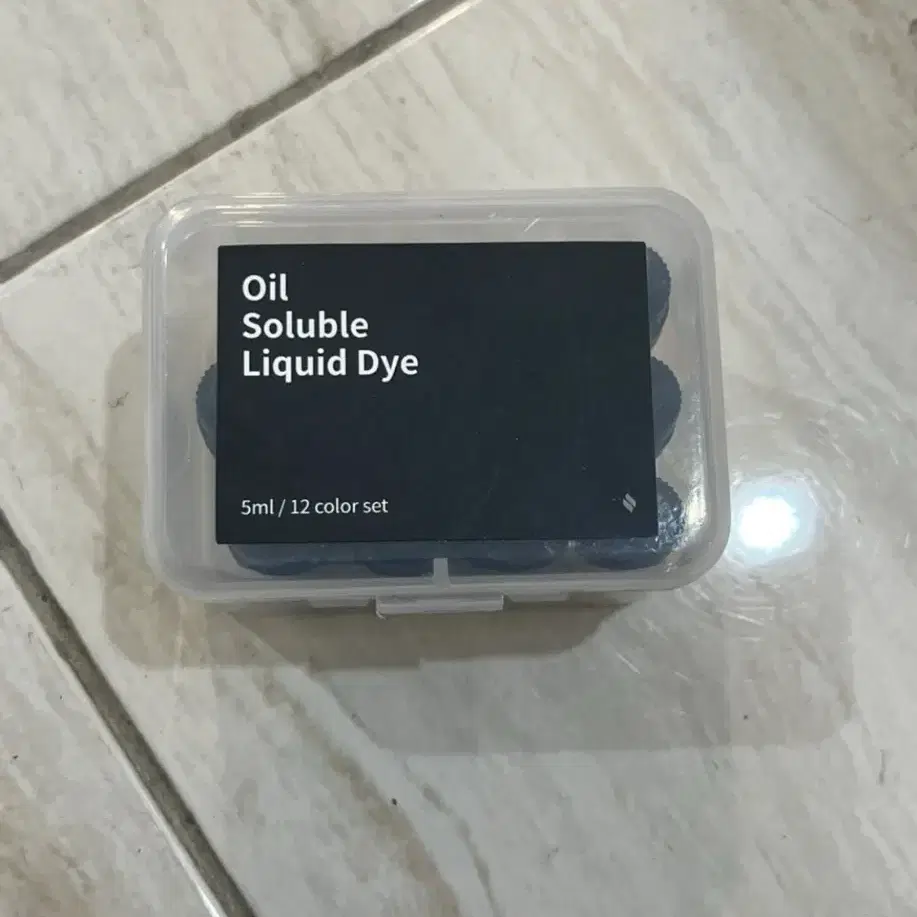 Oil
Soluble
Liquid Dye
5ml / 12 color set